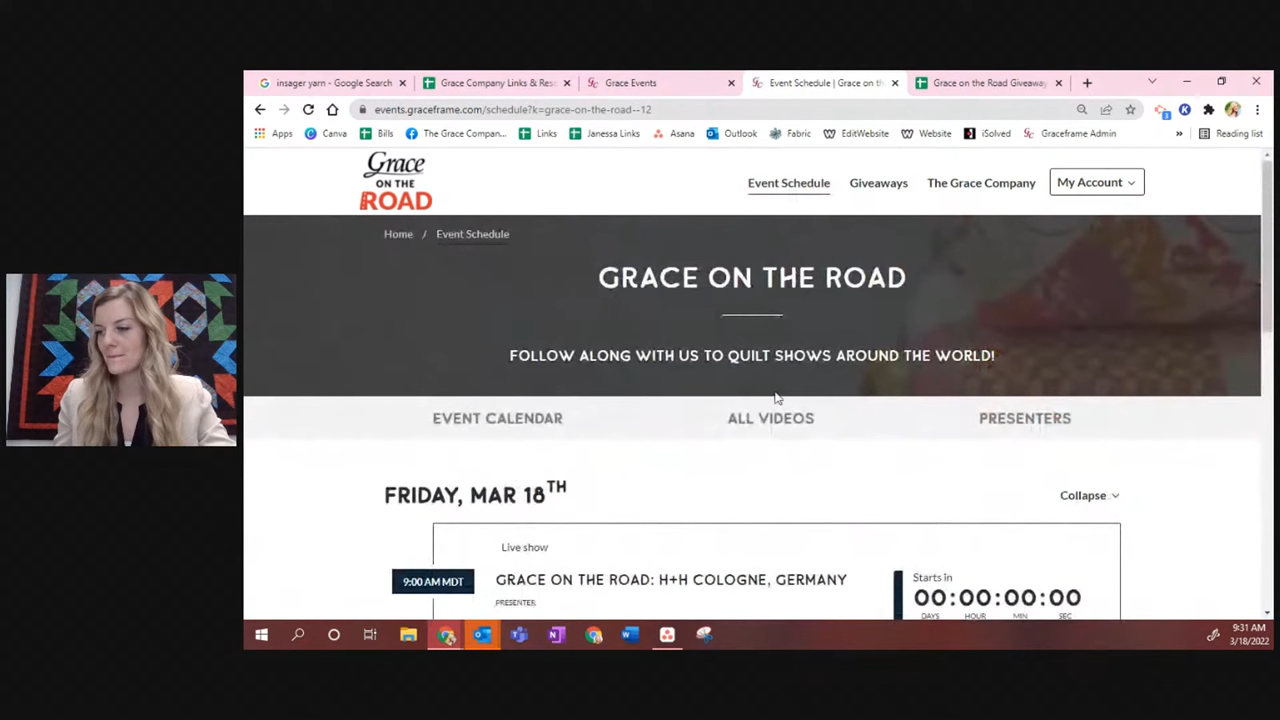 insager yarn - Google Search
Grace Company Links & Res
Grace Events
Event Schedule | Grace on th
Grace on the Road Giveaway
events.graceframe.com/schedule?k=grace-on-the-road--12
Apps Canva Bills The Grace Compan... Links Janessa Links Asana Outlook Fabric EditWebsite Website iSolved Graceframe Admin » Reading list
Grace
ON THE
ROAD
Event Schedule Giveaways The Grace Company My Account
Home / Event Schedule
GRACE ON THE ROAD
FOLLOW ALONG WITH US TO QUILT SHOWS AROUND THE WORLD!
EVENT CALENDAR ALL VIDEOS PRESENTERS
FRIDAY, MAR 18TH
Collapse
Live show
9:00 AM MDT
GRACE ON THE ROAD: H+H COLOGNE, GERMANY
PRESENTER
Starts in
00:00:00:00
DAYS HOUR MIN SEC
9:31 AM
3/18/2022